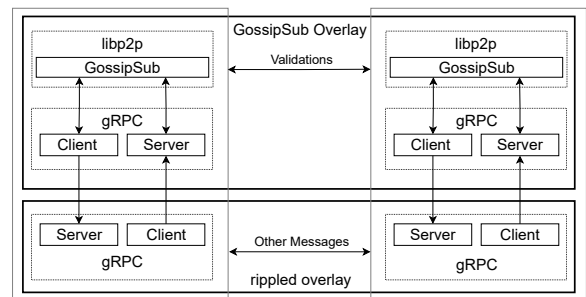 GossipSub Overlay
libp2p
libp2p
GossipSub
Validations
GossipSub
gRPC
gRPC
Client
Server
Client
Server
Server
Client
Other Messages
Server
Client
gRPC
gRPC
rippled overlay